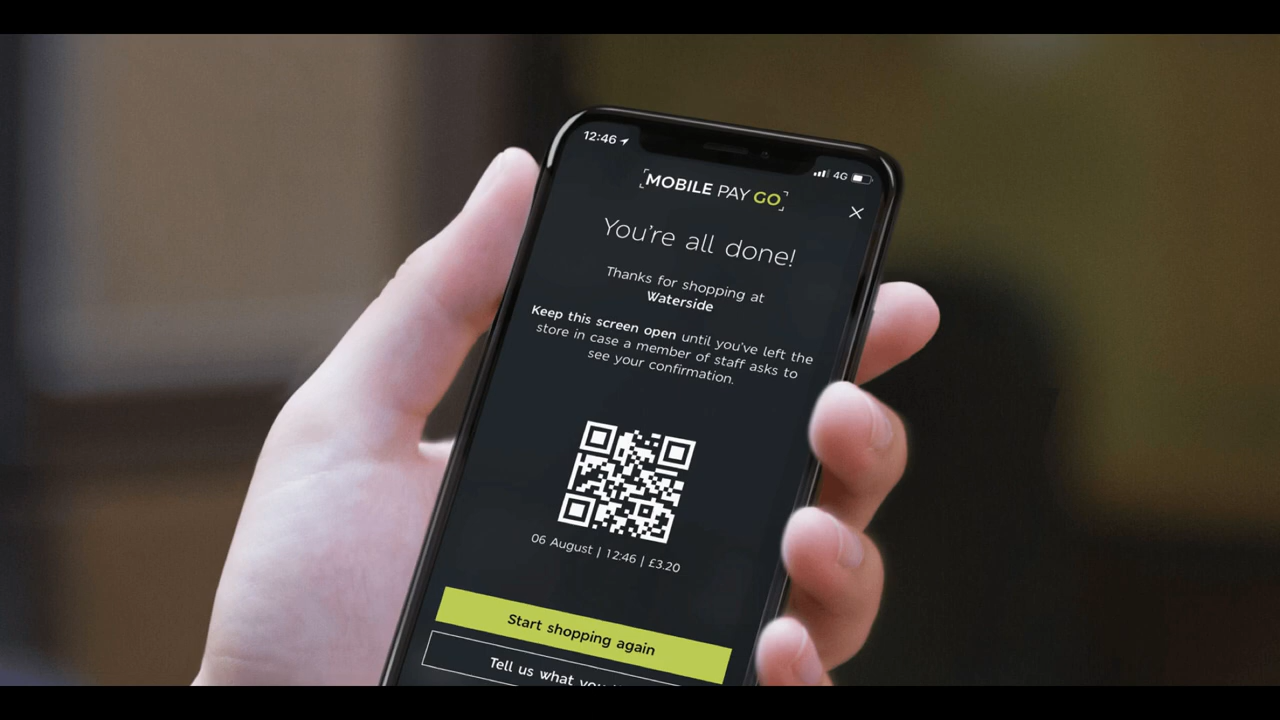 12:46
4G
MOBILE PAY GO
You're all done!
Thanks for shopping at
Waterside
Keep this screen open until you've left the
store in case a member of staff asks to
see your confirmation.
06 August | 12:46 | £3.20
Start shopping again
Tell us what you